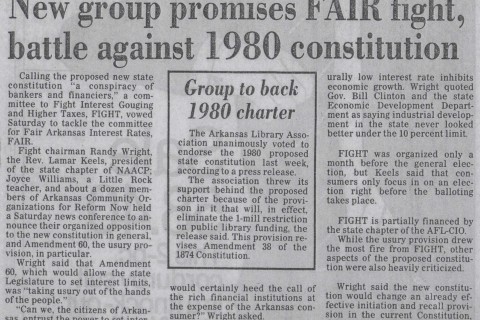 New group promises FAIR fight,
battle against 1980 constitution
Calling the proposed new state
constitution "a conspiracy of
bankers and financiers," a com-
mittee to Fight Interest Gouging
and Higher Taxes, FIGHT, vowed
Saturday to tackle the committee
for Fair Arkansas Interest Rates,
FAIR.
Fight chairman Randy Wright,
the Rev. Lamar Keels, president
of the state chapter of NAACP;
Joyce Williams, a Little Rock
teacher, and about a dozen mem-
bers of Arkansas Community Orga-
nizations for Reform Now held
a Saturday news conference to an-
nounce their organized opposition
to the new constitution in general,
and Amendment 60, the usury provi-
sion, in particular.
Wright said that Amendment
60, which would allow the state
Legislature to set interest limits,
was "taking usury out of the hands
of the people."
"Can we, the citizens of Arkan-
sas, entrust the power to set inter-
Group to back
1980 charter
The Arkansas Library Asso-
ciation unanimously voted to
endorse the 1980 proposed
state constitution last week,
according to a press release.
The association threw its
support behind the proposed
charter because of the provi-
sion in it that will, in effect,
eliminate the 1-mill restriction
on public library funding, the
release said. This provision re-
vises Amendment 38 of the
1874 Constitution.
would certainly heed the call of
the rich financial institutions at
the expense of the Arkansas con-
sumer?" Wright asked.
urally low interest rate inhibits
economic growth. Wright quoted
Gov. Bill Clinton and the state
Economic Development Depart-
ment as saying industrial develop-
ment in the state never looked
better under the 10 percent limit.
FIGHT was organized only a
month before the general elec-
tion, but Keels said that con-
sumers only focus in on an elec-
tion right before the balloting
takes place.
FIGHT is partially financed by
the state chapter of the AFL-CIO.
While the usury provision drew
the most fire from FIGHT, other
aspects of the proposed constitu-
tion were also heavily criticized.
Wright said the new constitution
would change an already ef-
fective initiation and recall provi-
sion in the current Constitution.